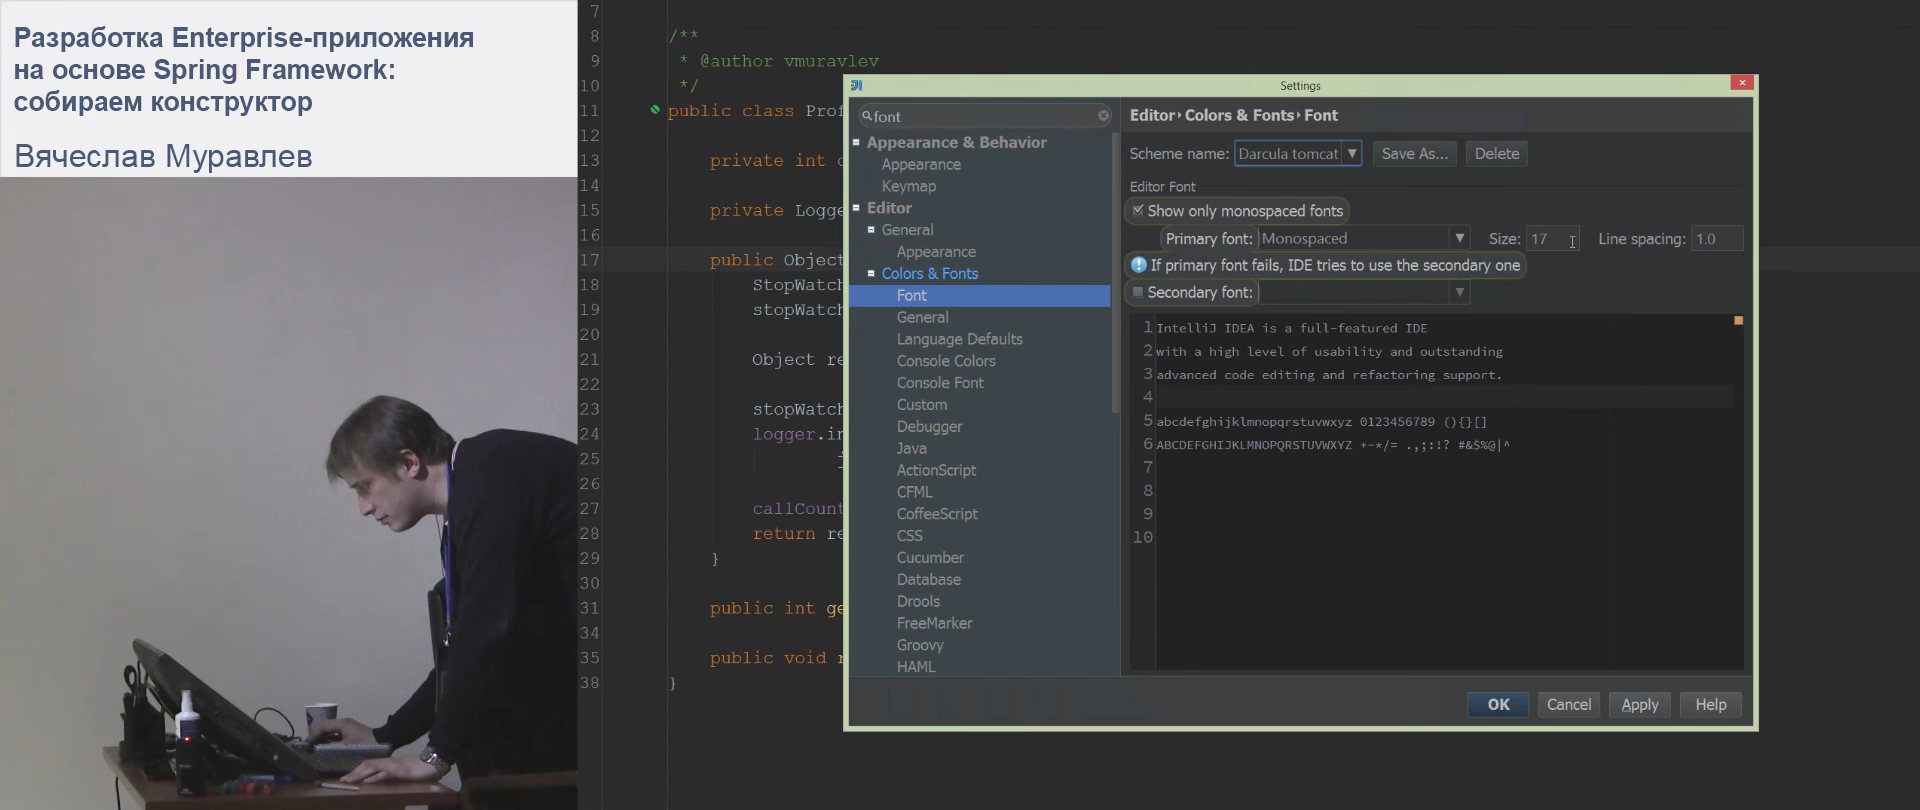 Разработка Enterprise-приложения
на основе Spring Framework:
собираем конструктор
Вячеслав Муравлев
7
8 /**
9 * @author vmuravlev
10 */
11 public class Prof
12
13 private int
14
15 private Logge
16
17 public Object
18 StopWatch
19 stopWatch
20
21 Object re
22
23 stopWatch
24 logger.in
25
26
27 callCount
28 return re
29 }
30
31 public int ge
34
35 public void r
38 }
Settings
font
Appearance & Behavior
Appearance
Keymap
Editor
General
Appearance
Colors & Fonts
Font
General
Language Defaults
Console Colors
Console Font
Custom
Debugger
Java
ActionScript
CFML
CoffeeScript
CSS
Cucumber
Database
Drools
FreeMarker
Groovy
HAML
Editor › Colors & Fonts › Font
Scheme name: Darcula tomcat Save As... Delete
Editor Font
Show only monospaced fonts
Primary font: Monospaced Size: 17 Line spacing: 1.0
If primary font fails, IDE tries to use the secondary one
Secondary font:
1 IntelliJ IDEA is a full-featured IDE
2 with a high level of usability and outstanding
3 advanced code editing and refactoring support.
4
5 abcdefghijklmnopqrstuvwxyz 0123456789 (){}[]
6 ABCDEFGHIJKLMNOPQRSTUVWXYZ +-*/= .,;:!? #&$%@|^
7
8
9
10
OK Cancel Apply Help